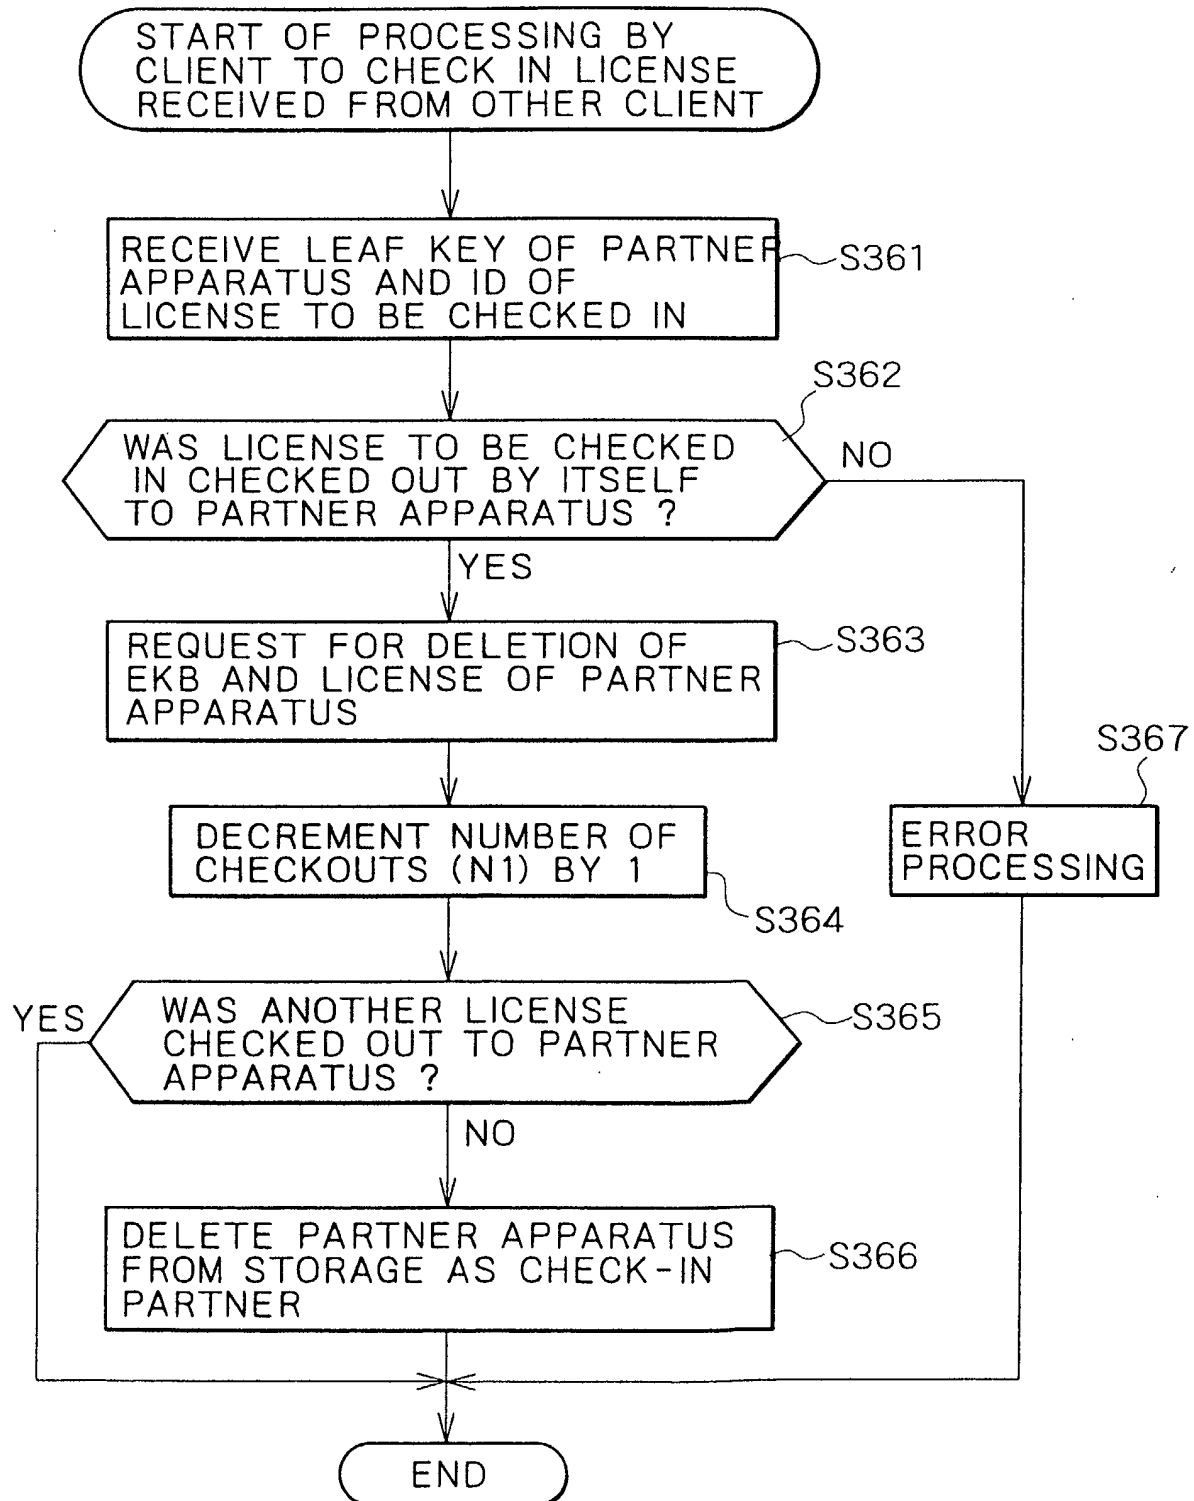 START OF PROCESSING BY
CLIENT TO CHECK IN LICENSE
RECEIVED FROM OTHER CLIENT
RECEIVE LEAF KEY OF PARTNER
APPARATUS AND ID OF
LICENSE TO BE CHECKED IN
S361
S362
WAS LICENSE TO BE CHECKED
IN CHECKED OUT BY ITSELF
TO PARTNER APPARATUS ?
NO
YES
REQUEST FOR DELETION OF
EKB AND LICENSE OF PARTNER
APPARATUS
S363
S367
DECREMENT NUMBER OF
CHECKOUTS (N1) BY 1
S364
ERROR
PROCESSING
YES
WAS ANOTHER LICENSE
CHECKED OUT TO PARTNER
APPARATUS ?
S365
NO
DELETE PARTNER APPARATUS
FROM STORAGE AS CHECK-IN
PARTNER
S366
END